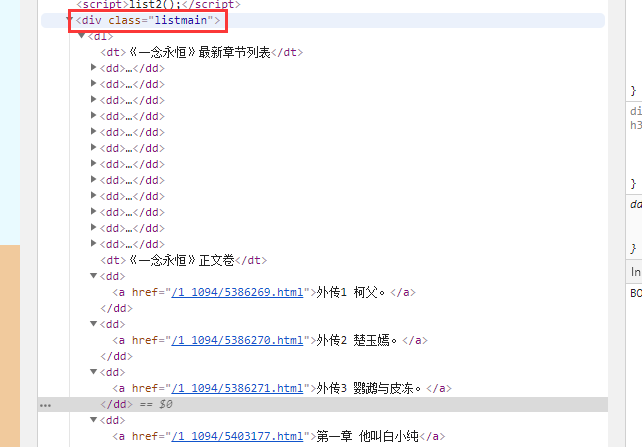 <script>list2();</script>
<div class="listmain">
<dl>
<dt>《一念永恒》最新章节列表</dt>
<dd>…</dd>
<dd>…</dd>
<dd>…</dd>
<dd>…</dd>
<dd>…</dd>
<dd>…</dd>
<dd>…</dd>
<dd>…</dd>
<dd>…</dd>
<dd>…</dd>
<dd>…</dd>
<dd>…</dd>
<dt>《一念永恒》正文卷</dt>
<dd>
<a href="/1_1094/5386269.html">外传1 柯父。</a>
</dd>
<dd>
<a href="/1_1094/5386270.html">外传2 楚玉嫣。</a>
</dd>
<dd>
<a href="/1_1094/5386271.html">外传3 鹦鹉与皮冻。</a>
… </dd> == $0
<dd>
<a href="/1_1094/5403177.html">第一章 他叫白小纯</a>
}
di
h3
}
dd
}
In
BO